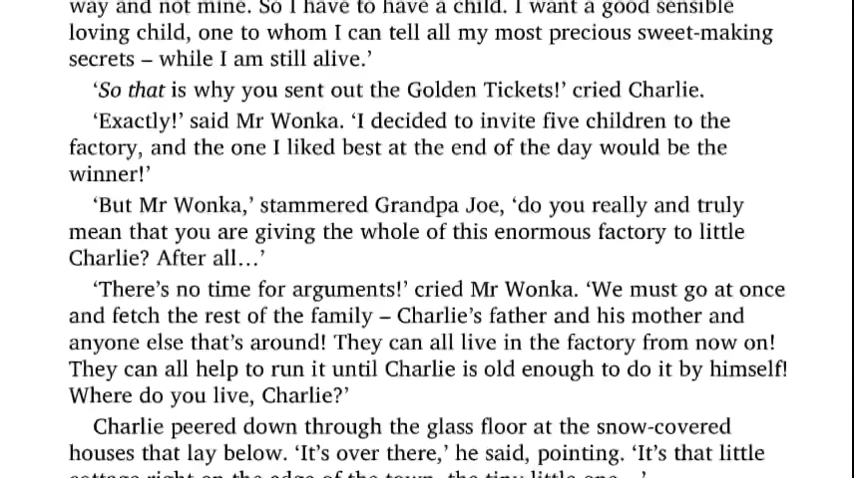 way and not mine. So I have to have a child. I want a good sensible
loving child, one to whom I can tell all my most precious sweet-making
secrets – while I am still alive.’
‘So that is why you sent out the Golden Tickets!’ cried Charlie.
‘Exactly!’ said Mr Wonka. ‘I decided to invite five children to the
factory, and the one I liked best at the end of the day would be the
winner!’
‘But Mr Wonka,’ stammered Grandpa Joe, ‘do you really and truly
mean that you are giving the whole of this enormous factory to little
Charlie? After all…’
‘There’s no time for arguments!’ cried Mr Wonka. ‘We must go at once
and fetch the rest of the family – Charlie’s father and his mother and
anyone else that’s around! They can all live in the factory from now on!
They can all help to run it until Charlie is old enough to do it by himself!
Where do you live, Charlie?’
Charlie peered down through the glass floor at the snow-covered
houses that lay below. ‘It’s over there,’ he said, pointing. ‘It’s that little
cottage right on the edge of the town, the tiny little one…’